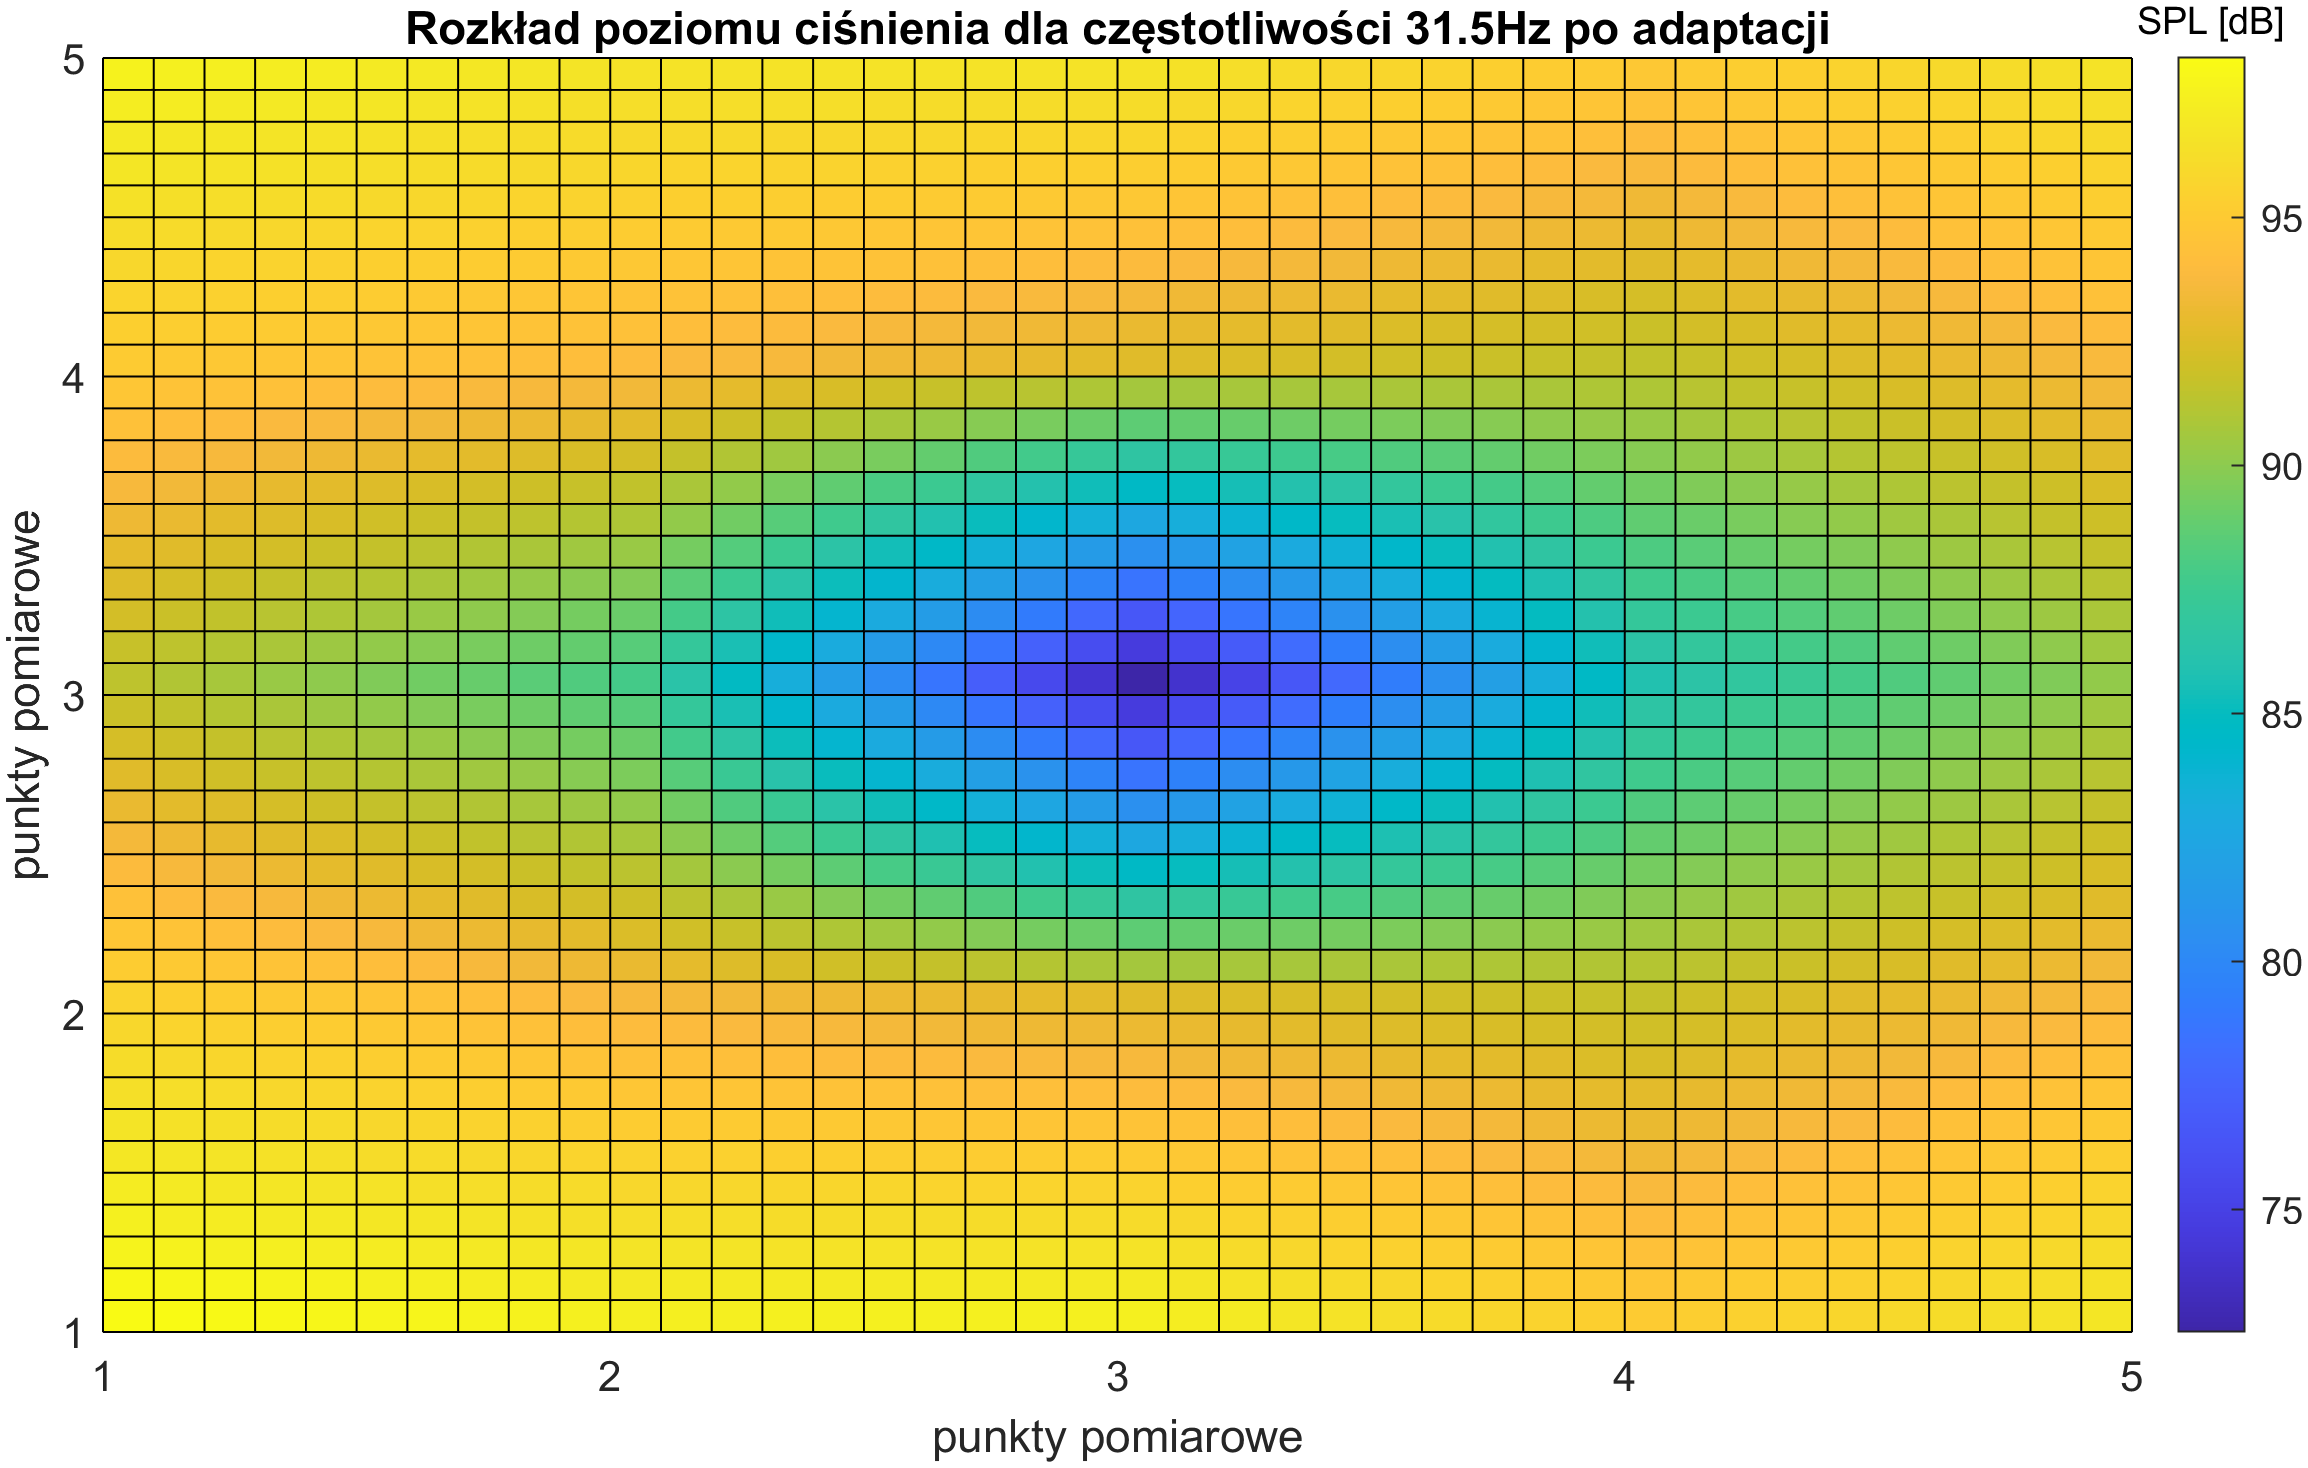 Rozkład poziomu ciśnienia dla częstotliwości 31.5Hz po adaptacji
SPL [dB]
5
4
3
2
1
punkty pomiarowe
1 2 3 4 5
punkty pomiarowe
95
90
85
80
75